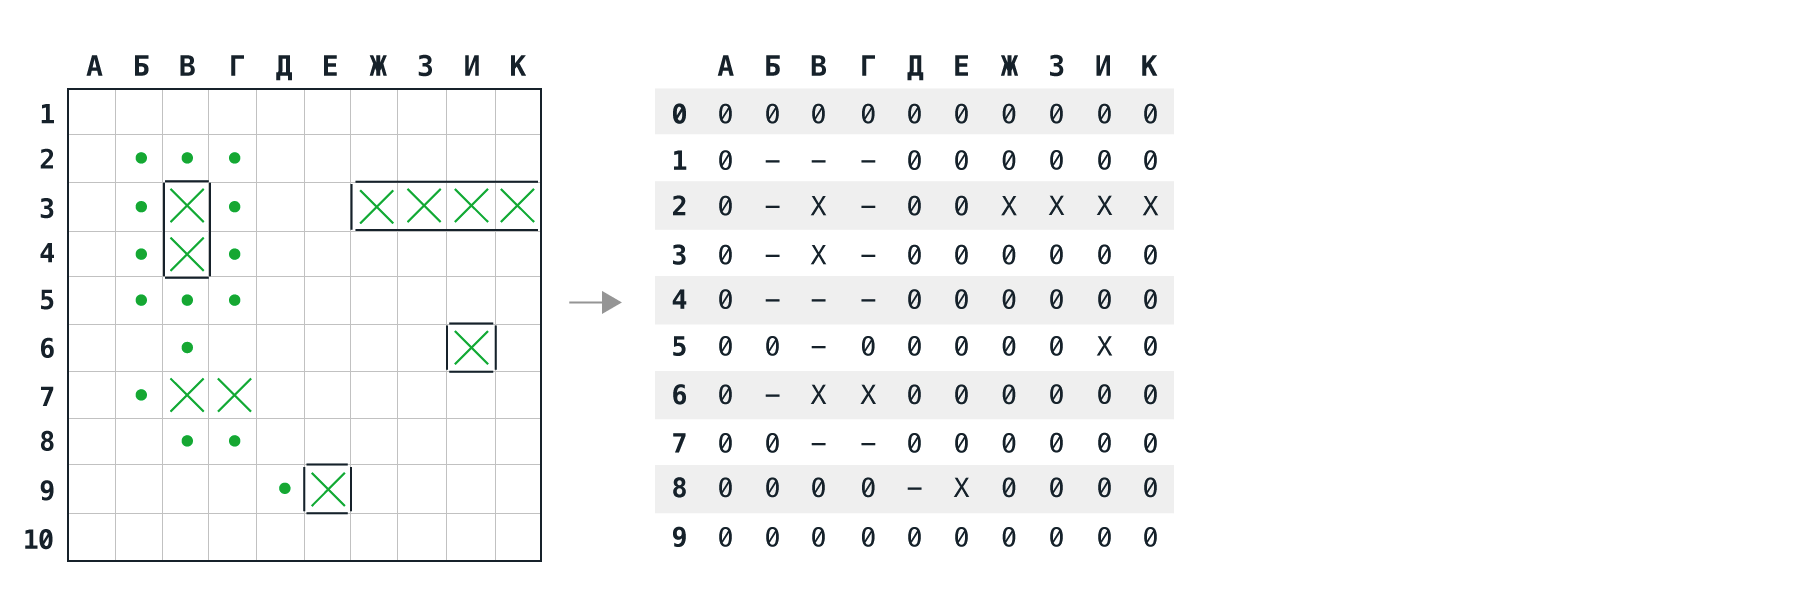 А Б В Г Д Е Ж З И К
1
2
3
4
5
6
7
8
9
10
А Б В Г Д Е Ж З И К
0 0 0 0 0 0 0 0 0 0 0
1 0 – – – 0 0 0 0 0 0
2 0 – X – 0 0 X X X X
3 0 – X – 0 0 0 0 0 0
4 0 – – – 0 0 0 0 0 0
5 0 0 – 0 0 0 0 0 X 0
6 0 – X X 0 0 0 0 0 0
7 0 0 – – 0 0 0 0 0 0
8 0 0 0 0 – X 0 0 0 0
9 0 0 0 0 0 0 0 0 0 0